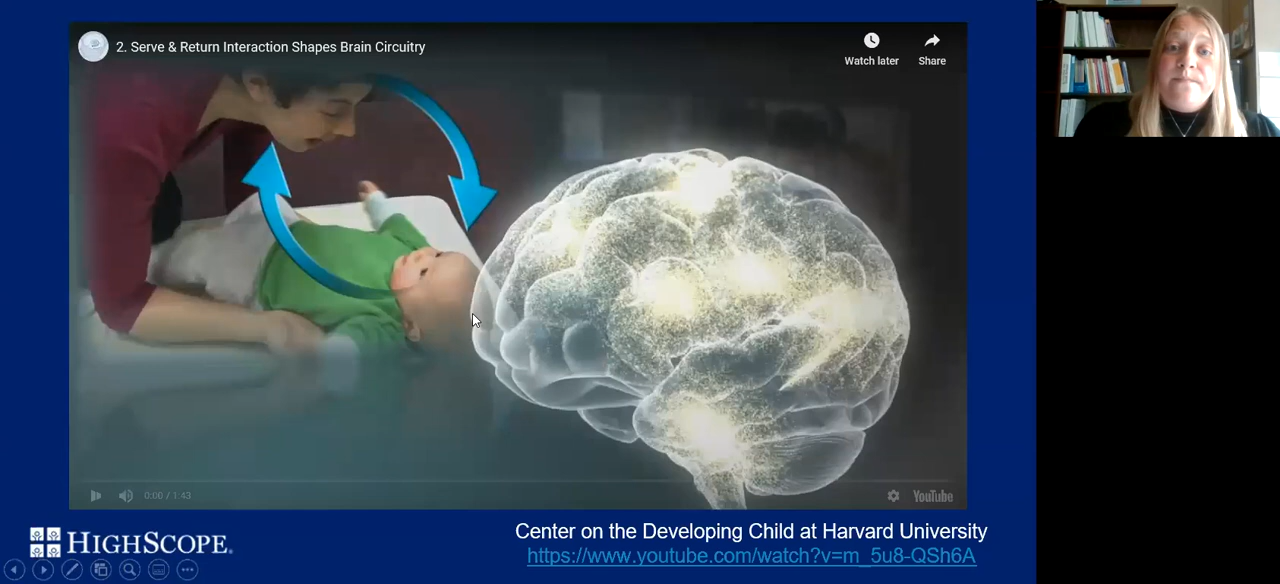 2. Serve & Return Interaction Shapes Brain Circuitry
Watch later
Share
0:00 / 1:43
YouTube
HIGHSCOPE.
Center on the Developing Child at Harvard University
https://www.youtube.com/watch?v=m_5u8-QSh6A